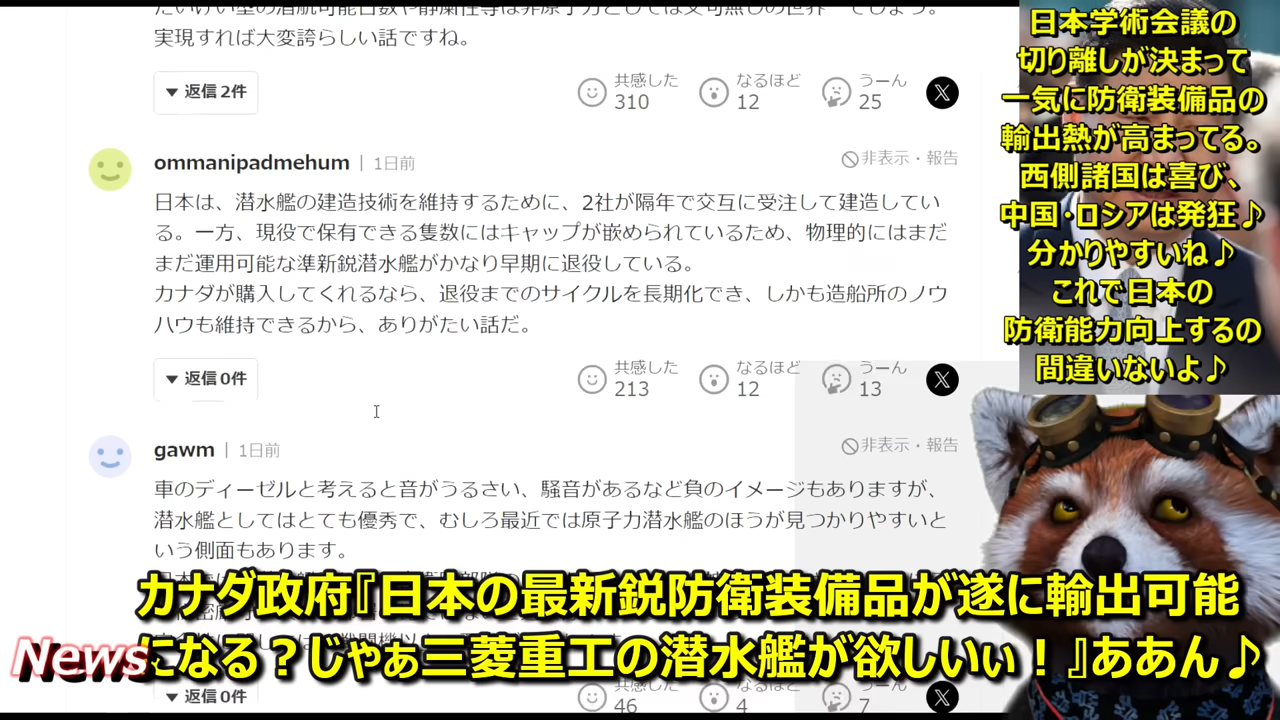 実現すれば大変誇らしい話ですね。
▼ 返信2件
共感した 310
なるほど 12
うーん 25
ommanipadmehum | 1日前
非表示・報告
日本は、潜水艦の建造技術を維持するために、2社が隔年で交互に受注して建造してい
る。一方、現役で保有できる隻数にはキャップが嵌められているため、物理的にはまだ
まだ運用可能な準新鋭潜水艦がかなり早期に退役している。
カナダが購入してくれるなら、退役までのサイクルを長期化でき、しかも造船所のノウ
ハウも維持できるから、ありがたい話だ。
▼ 返信0件
共感した 213
なるほど 12
うーん 13
gawm | 1日前
非表示・報告
車のディーゼルと考えると音がうるさい、騒音があるなど負のイメージもありますが、
潜水艦としてはとても優秀で、むしろ最近では原子力潜水艦のほうが見つかりやすいと
いう側面もあります。
▼ 返信0件
共感した 46
なるほど 4
うーん 7
日本学術会議の
切り離しが決まって
一気に防衛装備品の
輸出熱が高まってる。
西側諸国は喜び、
中国・ロシアは発狂♪
分かりやすいね♪
これで日本の
防衛能力向上するの
間違いないよ♪
カナダ政府『日本の最新鋭防衛装備品が遂に輸出可能
になる？じゃぁ三菱重工の潜水艦が欲しいぃ！』ああん♪
News